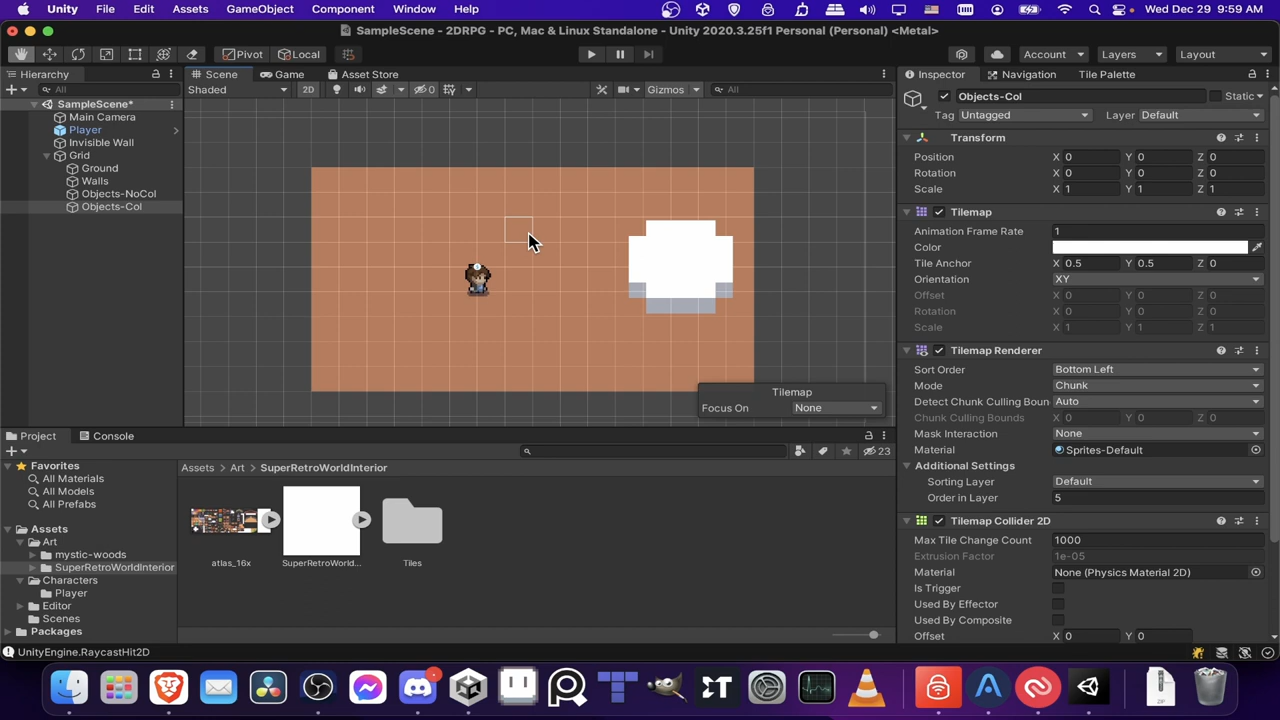 Unity File Edit Assets GameObject Component Window Help Wed Dec 29 9:59 AM
SampleScene - 2DRPG - PC, Mac & Linux Standalone - Unity 2020.3.25f1 Personal (Personal) <Metal>
Pivot Local Account Layers Layout
Hierarchy Scene Game Asset Store Inspector Navigation Tile Palette
All Shaded 2D 0 Gizmos All
Objects-Col Static
SampleScene*
Tag Untagged Layer Default
Main Camera
Player
Transform
Invisible Wall
Position X 0 Y 0 Z 0
Grid
Ground
Rotation X 0 Y 0 Z 0
Walls
Scale X 1 Y 1 Z 1
Objects-NoCol
Objects-Col
Tilemap
Animation Frame Rate 1
Color
Tile Anchor X 0.5 Y 0.5 Z 0
Orientation XY
Offset X 0 Y 0 Z 0
Rotation X 0 Y 0 Z 0
Scale X 1 Y 1 Z 1
Tilemap Renderer
Sort Order Bottom Left
Mode Chunk
Tilemap
Detect Chunk Culling Boun Auto
Focus On None
Chunk Culling Bounds X 0 Y 0 Z 0
Mask Interaction None
Project Console
Material Sprites-Default
23
Favorites
Assets Art SuperRetroWorldInterior
Additional Settings
All Materials
Sorting Layer Default
All Models
Order in Layer 5
All Prefabs
Tilemap Collider 2D
Assets
Art
Max Tile Change Count 1000
mystic-woods
Extrusion Factor 1e-05
SuperRetroWorldInterior
atlas_16x SuperRetroWorld... Tiles
Material None (Physics Material 2D)
Characters
Is Trigger
Player
Used By Effector
Editor
Scenes
Used By Composite
Packages
Offset X 0 Y 0
UnityEngine.RaycastHit2D
ZIP